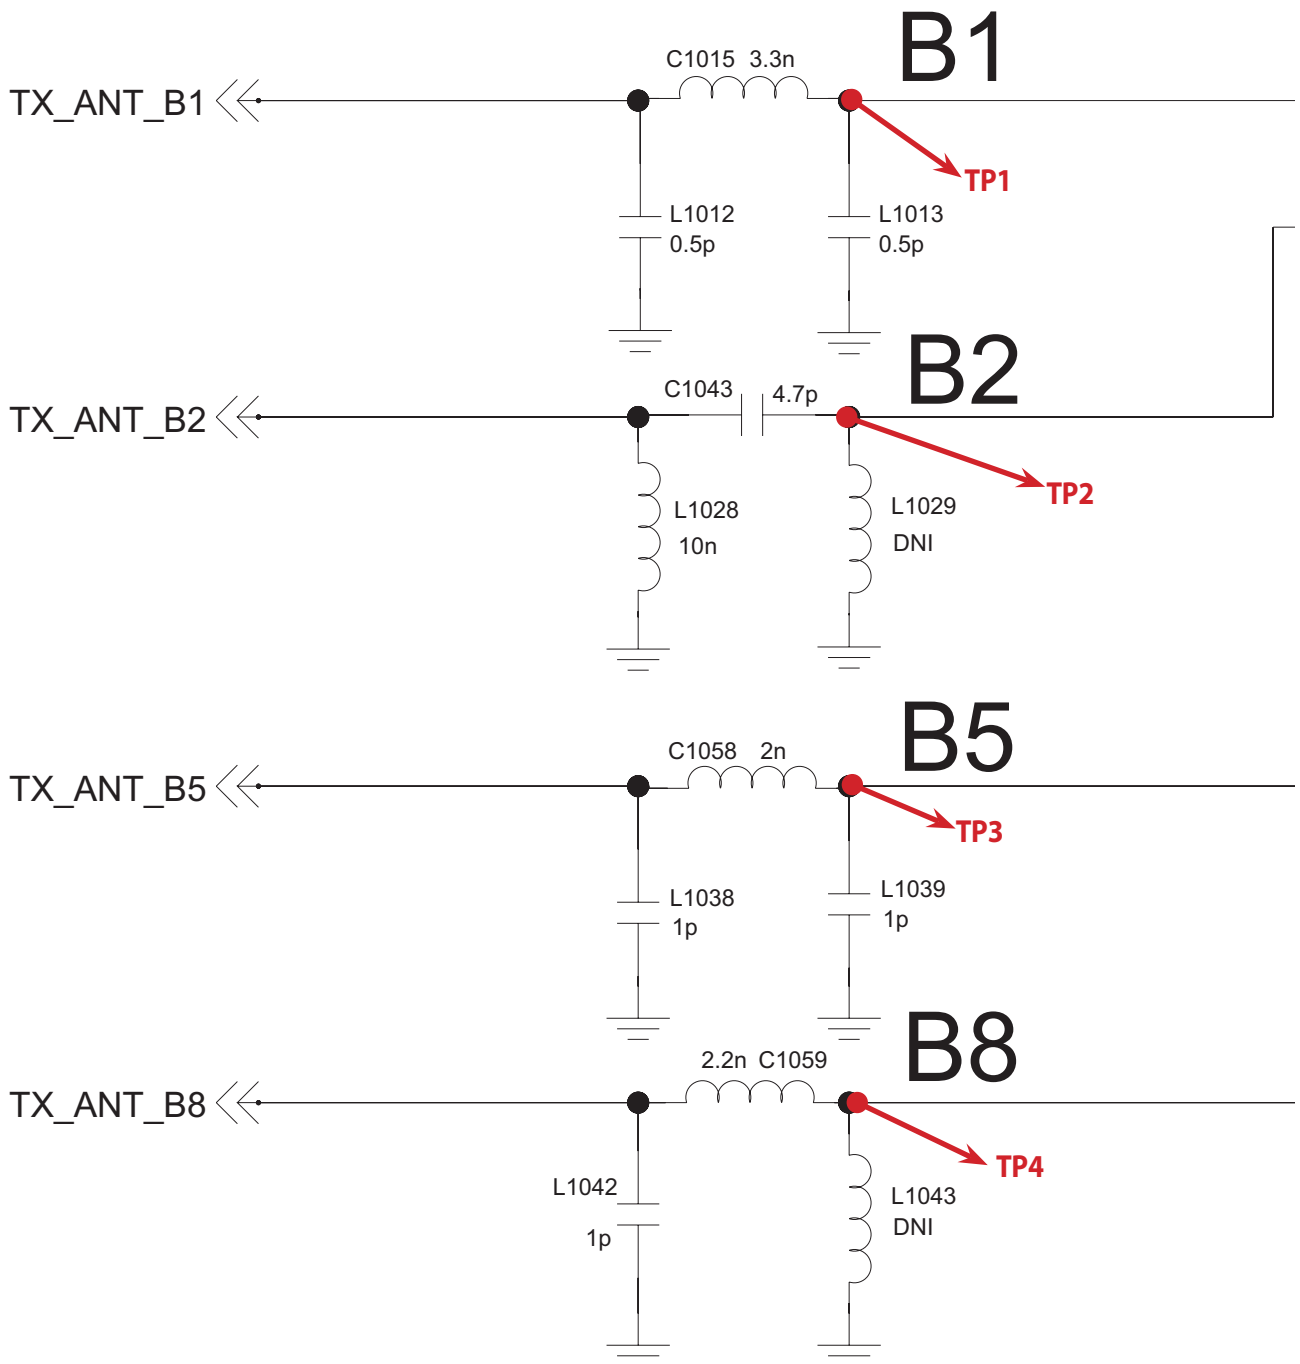 B1
C1015 3.3n
TX_ANT_B1
TP1
L1012
0.5p
L1013
0.5p
B2
C1043 4.7p
TX_ANT_B2
TP2
L1028
10n
L1029
DNI
B5
C1058 2n
TX_ANT_B5
TP3
L1038
1p
L1039
1p
B8
2.2n C1059
TX_ANT_B8
TP4
L1042
1p
L1043
DNI